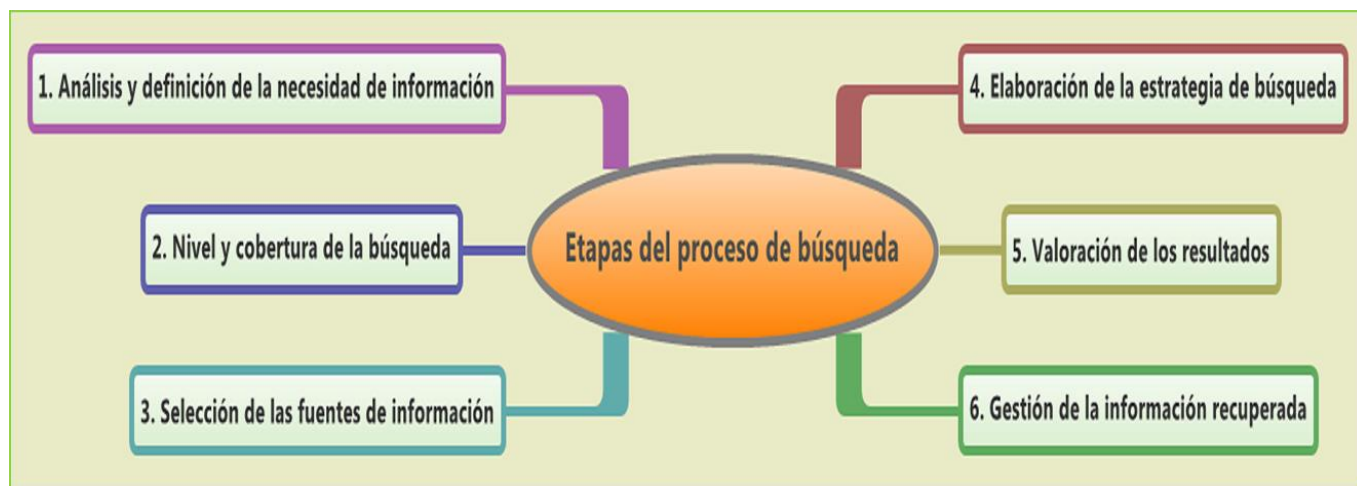 1. Análisis y definición de la necesidad de información
2. Nivel y cobertura de la búsqueda
3. Selección de las fuentes de información
Etapas del proceso de búsqueda
4. Elaboración de la estrategia de búsqueda
5. Valoración de los resultados
6. Gestión de la información recuperada